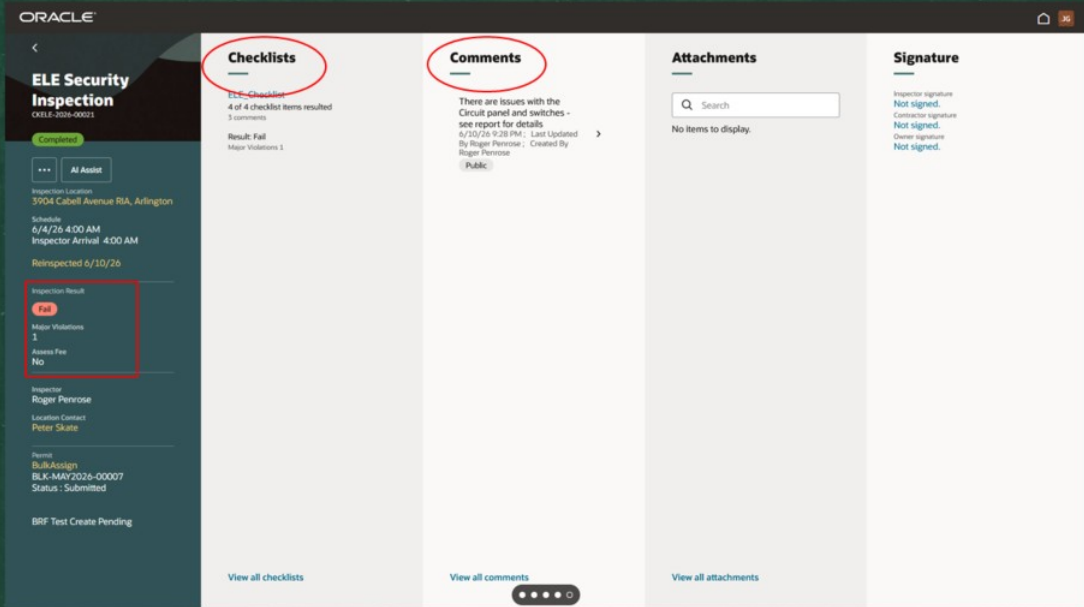 ORACLE
JG
ELE Security
Inspection
CKELE-2026-00021
Completed
AI Assist
Inspection Location
3904 Cabell Avenue RIA, Arlington
Schedule
6/4/26 4:00 AM
Inspector Arrival 4:00 AM
Reinspected 6/10/26
Inspection Result
Fail
Major Violations
1
Assess Fee
No
Inspector
Roger Penrose
Location Contact
Peter Skate
Permit
BulkAssign
BLK-MAY2026-00007
Status : Submitted
BRF Test Create Pending
Checklists
ELE_Checklist
4 of 4 checklist items resulted
3 comments
Result: Fail
Major Violations 1
View all checklists
Comments
There are issues with the
Circuit panel and switches -
see report for details
6/10/26 9:28 PM ; Last Updated
By Roger Penrose ; Created By
Roger Penrose
Public
View all comments
Attachments
Search
No items to display.
View all attachments
Signature
Inspector signature
Not signed.
Contractor signature
Not signed.
Owner signature
Not signed.